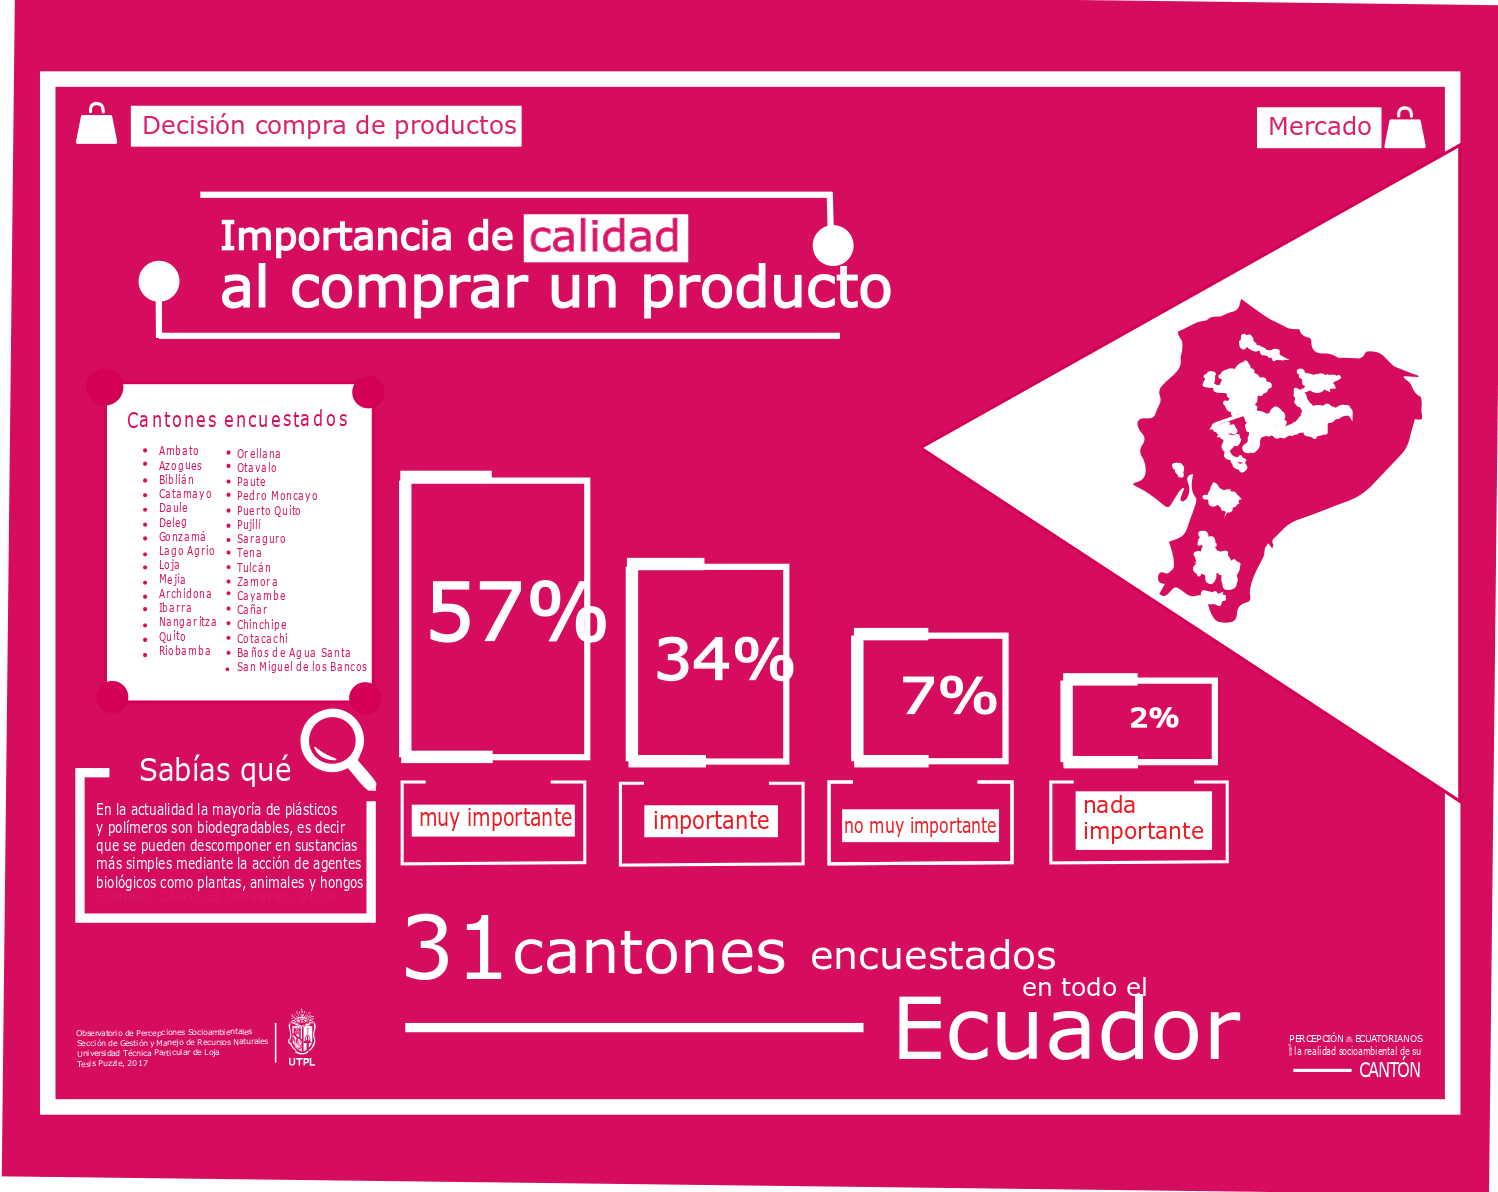 Decisión compra de productos
Mercado
Importancia de calidad
al comprar un producto
Cantones encuestados
Ambato
Azogues
Biblián
Catamayo
Daule
Deleg
Gonzamá
Lago Agrio
Loja
Mejía
Archidona
Ibarra
Nangaritza
Quito
Riobamba
Orellana
Otavalo
Paute
Pedro Moncayo
Puerto Quito
Pujilí
Saraguro
Tena
Tulcán
Zamora
Cayambe
Cañar
Chinchipe
Cotacachi
Baños de Agua Santa
San Miguel de los Bancos
57%
34%
7%
2%
muy importante
importante
no muy importante
nada
importante
Sabías qué
En la actualidad la mayoría de plásticos
y polímeros son biodegradables, es decir
que se pueden descomponer en sustancias
más simples mediante la acción de agentes
biológicos como plantas, animales y hongos
31 cantones encuestados
en todo el
Ecuador
Observatorio de Percepciones Socioambientales
Sección de Gestión y Manejo de Recursos Naturales
Universidad Técnica Particular de Loja
Tesis Puzzle, 2017
UTPL
PERCEPCIÓN ECUATORIANOS
la realidad socioambiental de su
CANTÓN